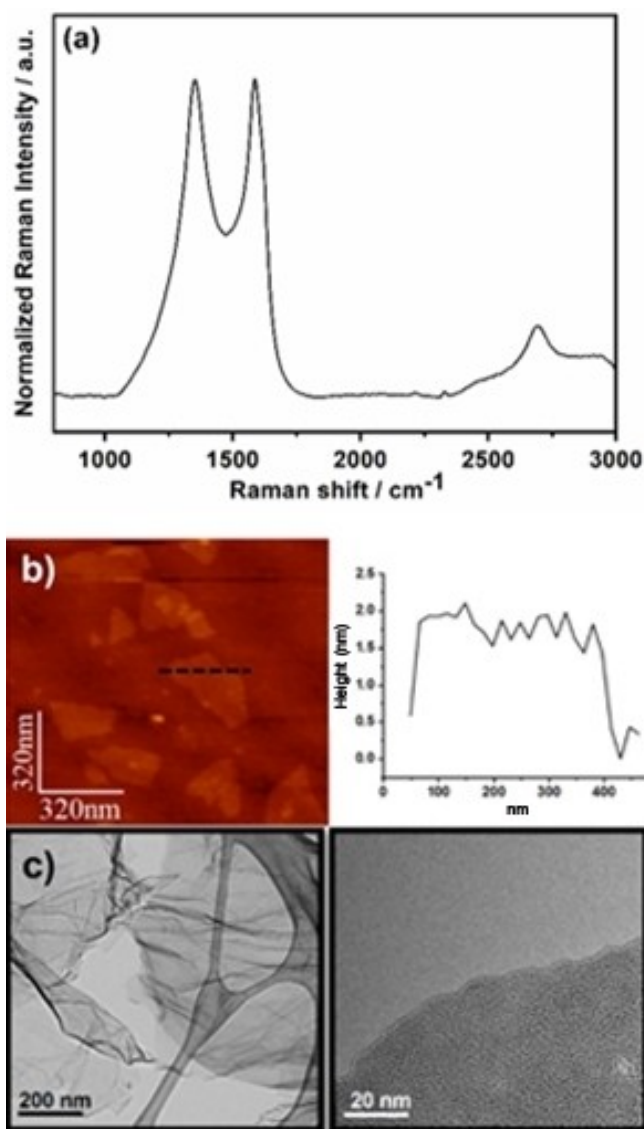 (a)
Normalized Raman Intensity / a.u.
1000 1500 2000 2500 3000
Raman shift / cm-1
b)
320nm
320nm
2.5
2.0
1.5
1.0
0.5
0.0
Height (nm)
0 100 200 300 400
nm
c)
200 nm
20 nm